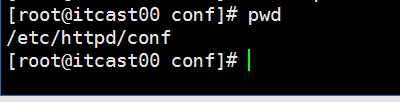 [root@itcast00 conf]# pwd
/etc/httpd/conf
[root@itcast00 conf]#